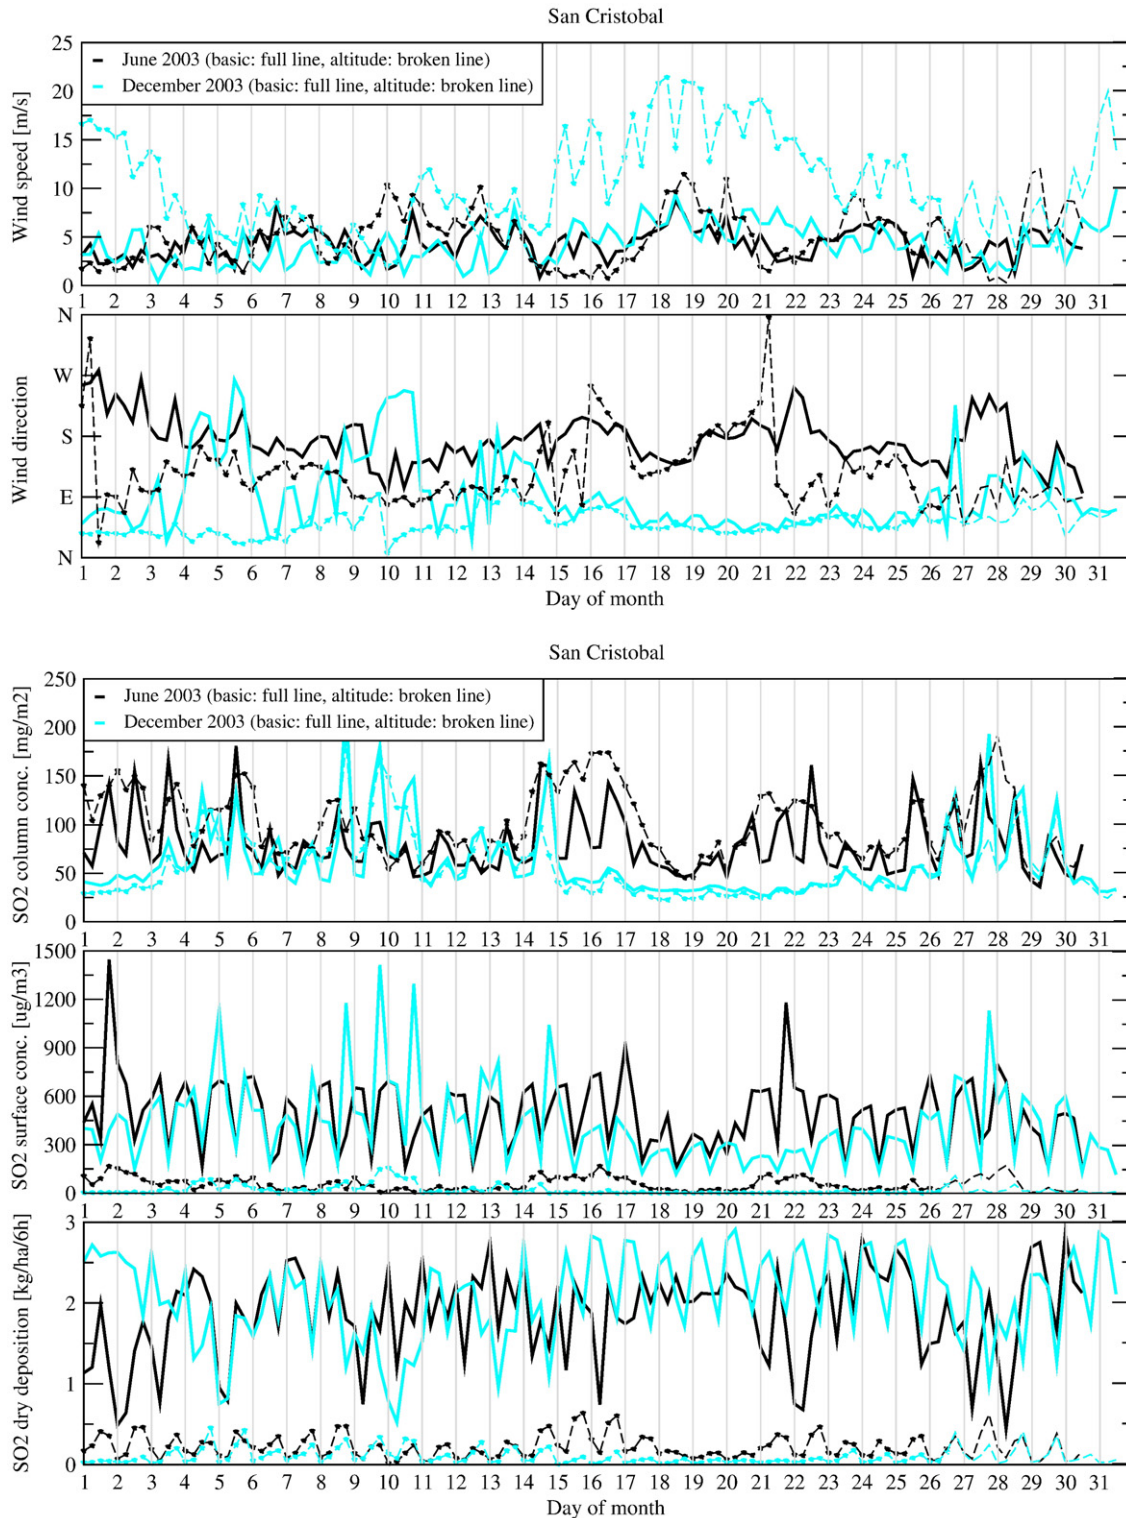 San Cristobal
25
20
15
10
5
0
Wind speed [m/s]
June 2003 (basic: full line, altitude: broken line)
December 2003 (basic: full line, altitude: broken line)
1 2 3 4 5 6 7 8 9 10 11 12 13 14 15 16 17 18 19 20 21 22 23 24 25 26 27 28 29 30 31
N
W
S
E
N
Wind direction
1 2 3 4 5 6 7 8 9 10 11 12 13 14 15 16 17 18 19 20 21 22 23 24 25 26 27 28 29 30 31
Day of month
San Cristobal
250
200
150
100
50
0
SO2 column conc. [mg/m2]
June 2003 (basic: full line, altitude: broken line)
December 2003 (basic: full line, altitude: broken line)
1 2 3 4 5 6 7 8 9 10 11 12 13 14 15 16 17 18 19 20 21 22 23 24 25 26 27 28 29 30 31
1500
1200
900
600
300
0
SO2 surface conc. [ug/m3]
1 2 3 4 5 6 7 8 9 10 11 12 13 14 15 16 17 18 19 20 21 22 23 24 25 26 27 28 29 30 31
3
2
1
0
SO2 dry deposition [kg/ha/6h]
1 2 3 4 5 6 7 8 9 10 11 12 13 14 15 16 17 18 19 20 21 22 23 24 25 26 27 28 29 30 31
Day of month